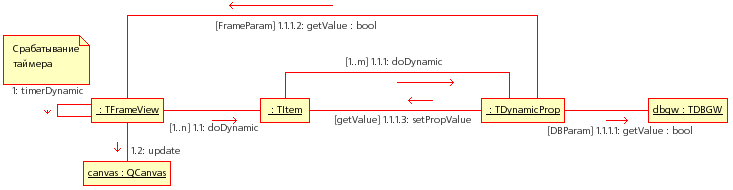 [FrameParam] 1.1.1.2: getValue : bool
Срабатывание
таймера
[1..m] 1.1.1: doDynamic
1: timerDynamic
: TFrameView
: TItem
: TDynamicProp
dbgw : TDBGW
[1..n] 1.1: doDynamic
[getValue] 1.1.1.3: setPropValue
[DBParam] 1.1.1.1: getValue : bool
1.2: update
canvas : QCanvas